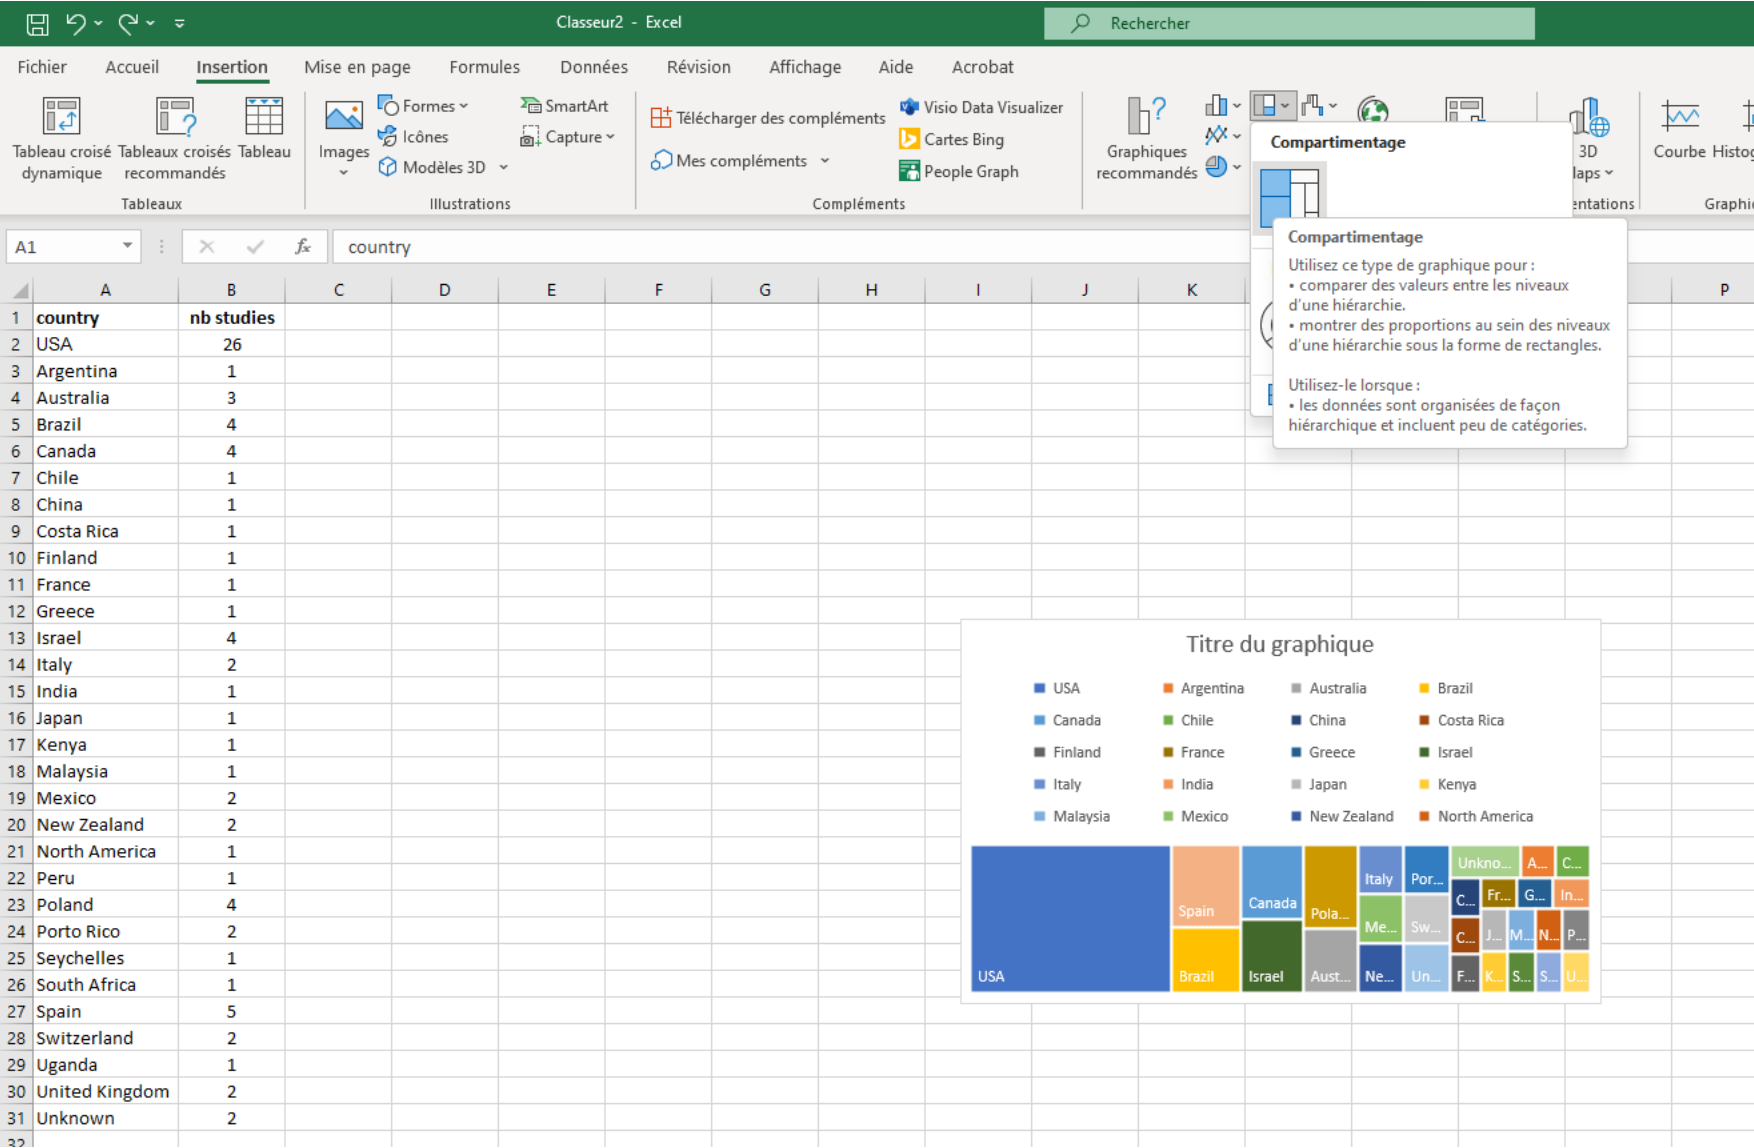 Classeur2 - Excel
Rechercher
Fichier Accueil Insertion Mise en page Formules Données Révision Affichage Aide Acrobat
Tableau croisé dynamique
Tableaux croisés recommandés
Tableau
Tableaux
Images
Formes
Icônes
Modèles 3D
SmartArt
Capture
Illustrations
Télécharger des compléments
Mes compléments
Visio Data Visualizer
Cartes Bing
People Graph
Compléments
Graphiques recommandés
3D
laps
entations
Courbe Histog
Graphi
Compartimentage
Compartimentage
Utilisez ce type de graphique pour :
• comparer des valeurs entre les niveaux
d'une hiérarchie.
• montrer des proportions au sein des niveaux
d'une hiérarchie sous la forme de rectangles.
Utilisez-le lorsque :
• les données sont organisées de façon
hiérarchique et incluent peu de catégories.
A1 fx country
A B C D E F G H I J K P
1 country nb studies
2 USA 26
3 Argentina 1
4 Australia 3
5 Brazil 4
6 Canada 4
7 Chile 1
8 China 1
9 Costa Rica 1
10 Finland 1
11 France 1
12 Greece 1
13 Israel 4
14 Italy 2
15 India 1
16 Japan 1
17 Kenya 1
18 Malaysia 1
19 Mexico 2
20 New Zealand 2
21 North America 1
22 Peru 1
23 Poland 4
24 Porto Rico 2
25 Seychelles 1
26 South Africa 1
27 Spain 5
28 Switzerland 2
29 Uganda 1
30 United Kingdom 2
31 Unknown 2
32
Titre du graphique
USA Argentina Australia Brazil
Canada Chile China Costa Rica
Finland France Greece Israel
Italy India Japan Kenya
Malaysia Mexico New Zealand North America
Unkno... A... C...
Italy Por...
C... Fr... G... In...
Spain Canada Pola...
Me... Sw...
C... J... M... N... P...
USA Brazil Israel Aust... Ne... Un... F... K... S... S... U...